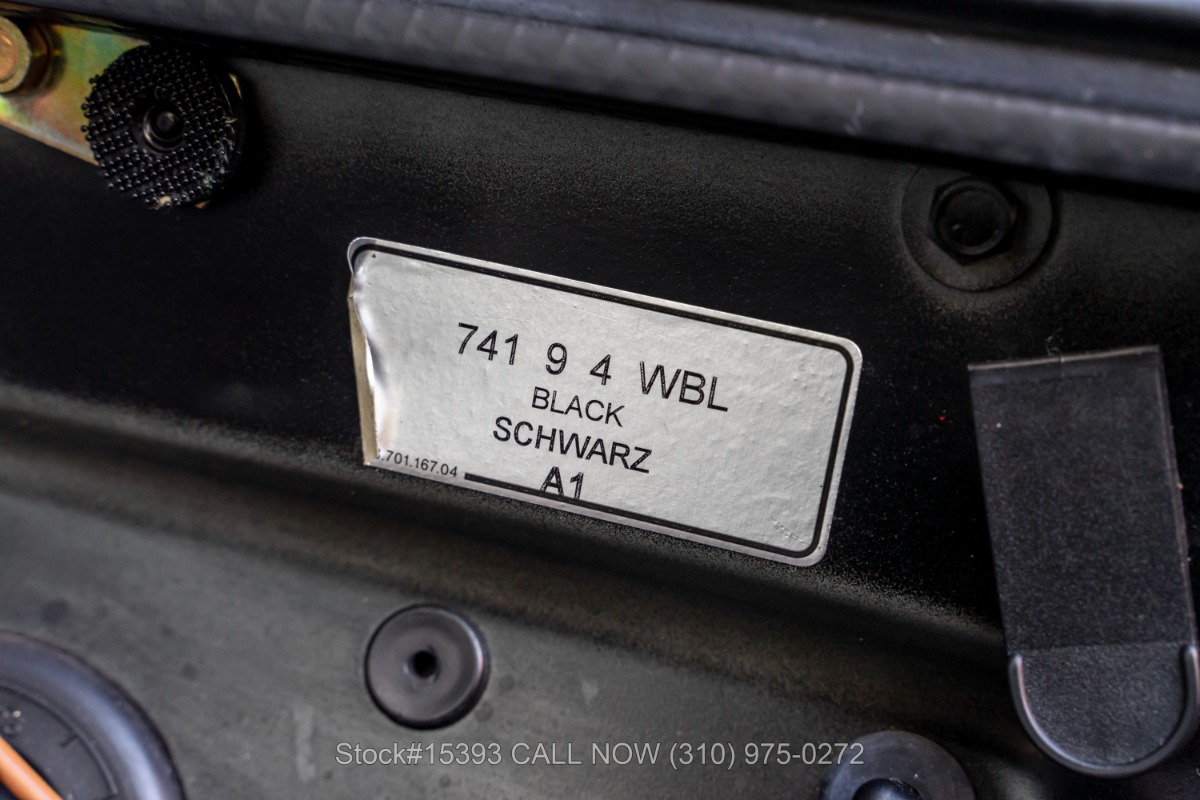 741 9 4 WBL
BLACK
SCHWARZ
A1
.701.167.04
Stock#15393 CALL NOW (310) 975-0272